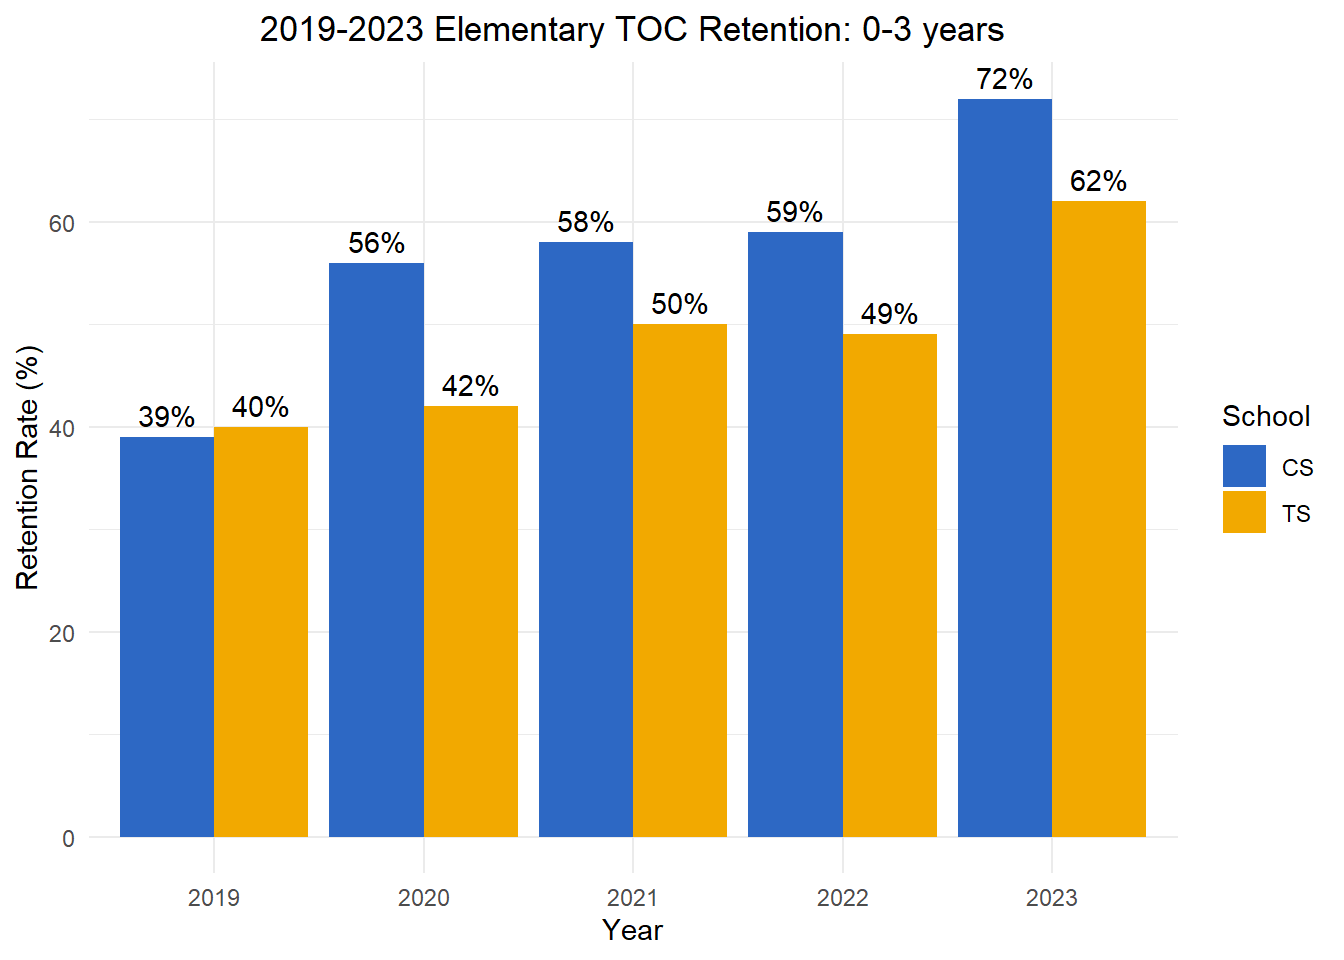 2019-2023 Elementary TOC Retention: 0-3 years
72%
62%
60
59%
58%
56%
50%
49%
42%
40%
39%
40
20
0
Retention Rate (%)
2019 2020 2021 2022 2023
Year
School
CS
TS